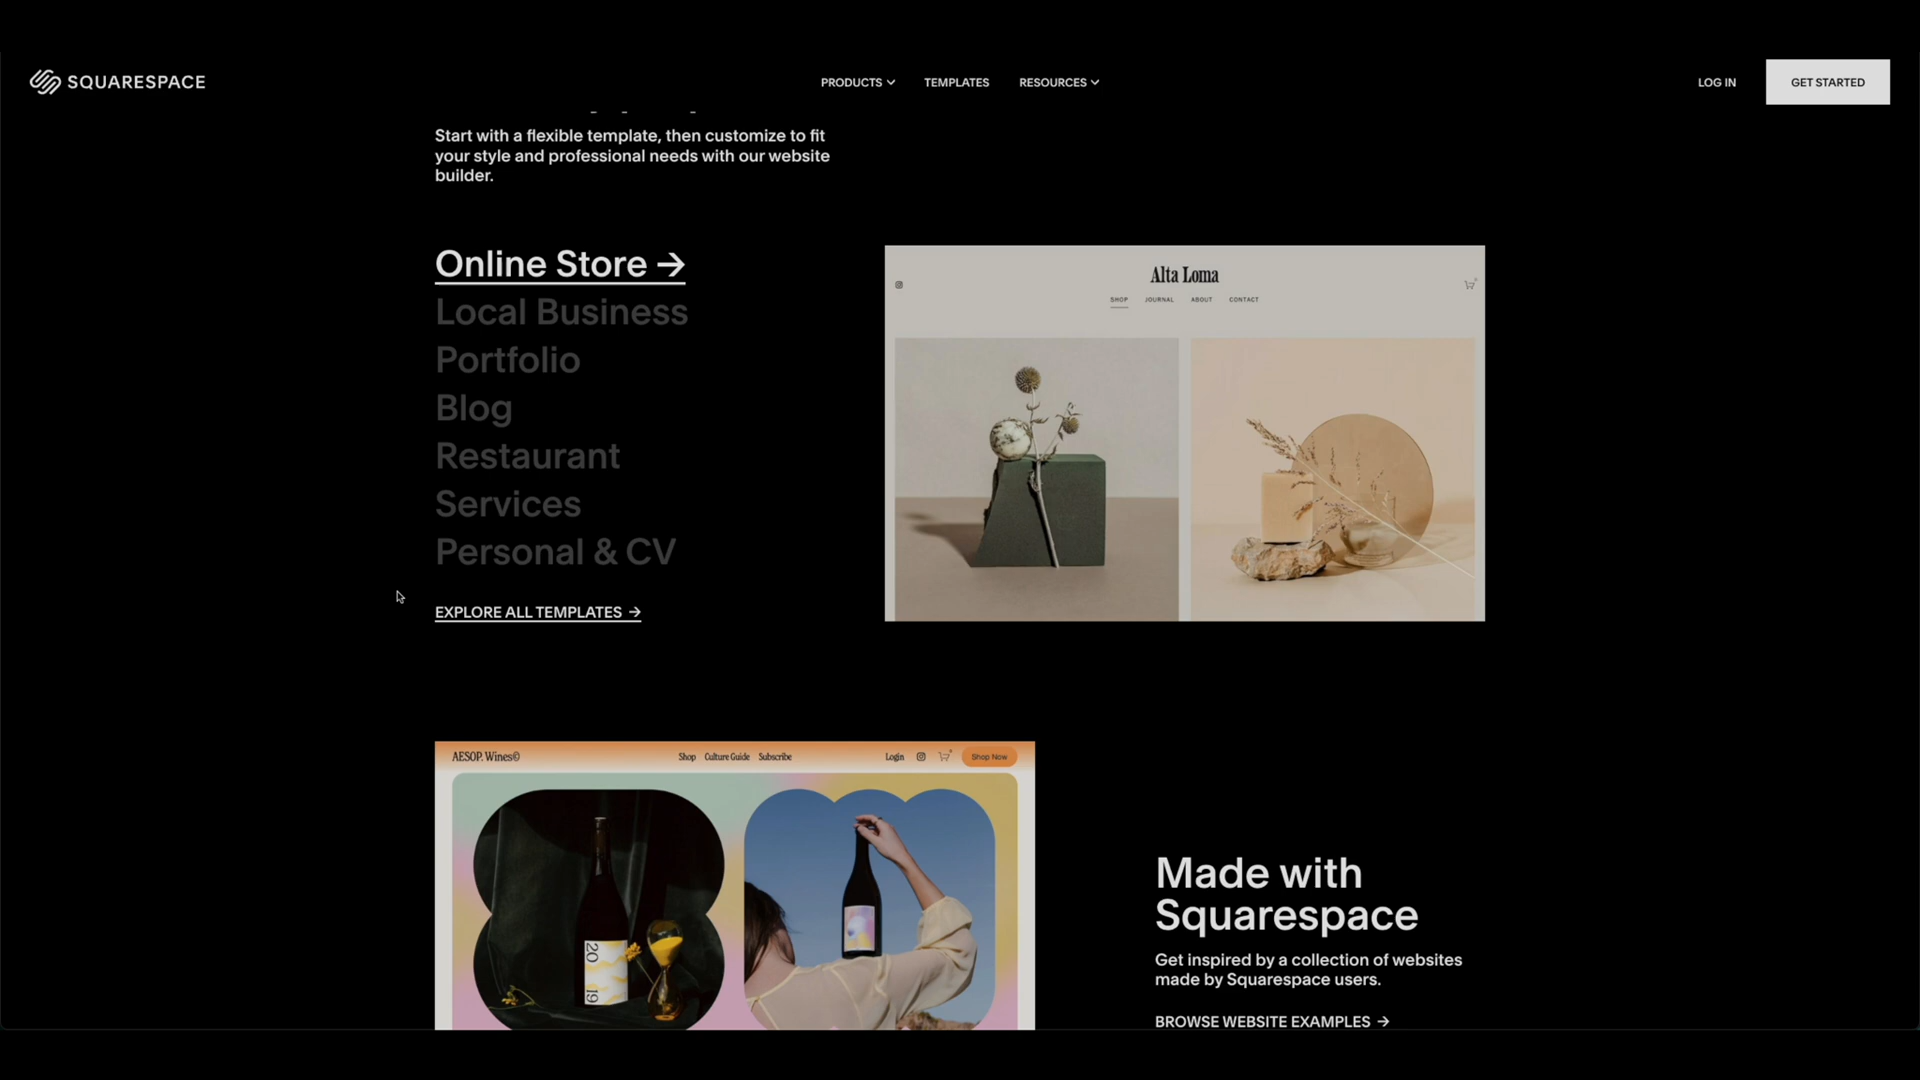 SQUARESPACE
PRODUCTS
TEMPLATES
RESOURCES
LOG IN
GET STARTED
Start with a flexible template, then customize to fit
your style and professional needs with our website
builder.
Online Store →
Local Business
Portfolio
Blog
Restaurant
Services
Personal & CV
EXPLORE ALL TEMPLATES →
Alta Loma
SHOP
JOURNAL
ABOUT
CONTACT
AESOP. Wines©
Shop
Culture Guide
Subscribe
Login
Shop Now
20
19
Made with
Squarespace
Get inspired by a collection of websites
made by Squarespace users.
BROWSE WEBSITE EXAMPLES →